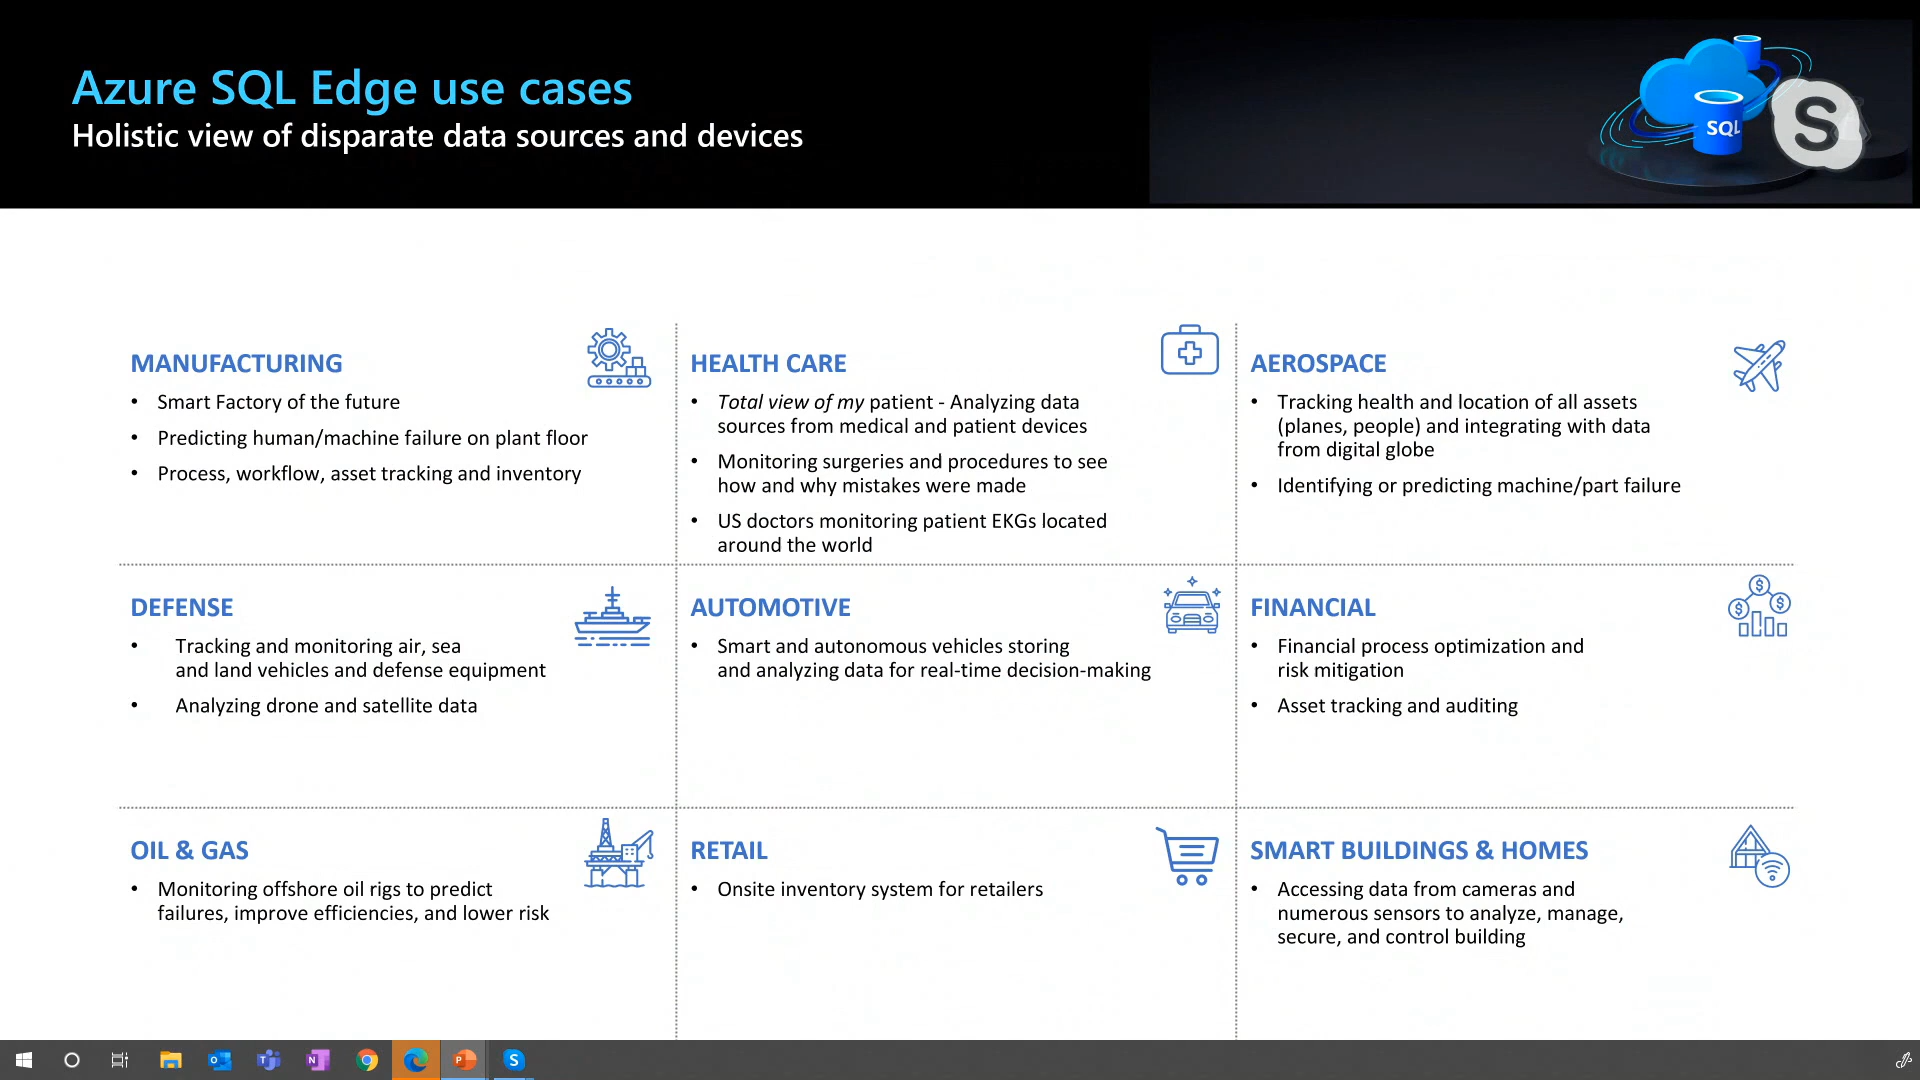 Azure SQL Edge use cases
Holistic view of disparate data sources and devices
SQL
S
MANUFACTURING
• Smart Factory of the future
• Predicting human/machine failure on plant floor
• Process, workflow, asset tracking and inventory
HEALTH CARE
• Total view of my patient - Analyzing data
sources from medical and patient devices
• Monitoring surgeries and procedures to see
how and why mistakes were made
• US doctors monitoring patient EKGs located
around the world
AEROSPACE
• Tracking health and location of all assets
(planes, people) and integrating with data
from digital globe
• Identifying or predicting machine/part failure
DEFENSE
• Tracking and monitoring air, sea
and land vehicles and defense equipment
• Analyzing drone and satellite data
AUTOMOTIVE
• Smart and autonomous vehicles storing
and analyzing data for real-time decision-making
FINANCIAL
• Financial process optimization and
risk mitigation
• Asset tracking and auditing
OIL & GAS
• Monitoring offshore oil rigs to predict
failures, improve efficiencies, and lower risk
RETAIL
• Onsite inventory system for retailers
SMART BUILDINGS & HOMES
• Accessing data from cameras and
numerous sensors to analyze, manage,
secure, and control building